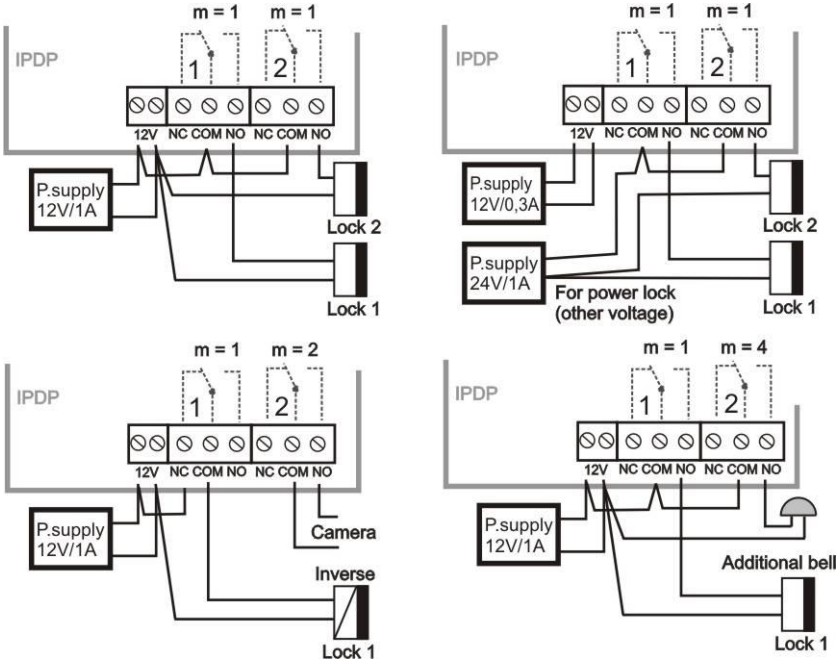 m = 1 m = 1
IPDP
1 2
12V NC COM NO NC COM NO
P.supply
12V/1A
Lock 2
Lock 1
m = 1 m = 1
IPDP
1 2
12V NC COM NO NC COM NO
P.supply
12V/0,3A
Lock 2
P.supply
24V/1A
For power lock
(other voltage)
Lock 1
m = 1 m = 2
IPDP
1 2
12V NC COM NO NC COM NO
P.supply
12V/1A
Camera
Inverse
Lock 1
m = 1 m = 4
IPDP
1 2
12V NC COM NO NC COM NO
P.supply
12V/1A
Additional bell
Lock 1